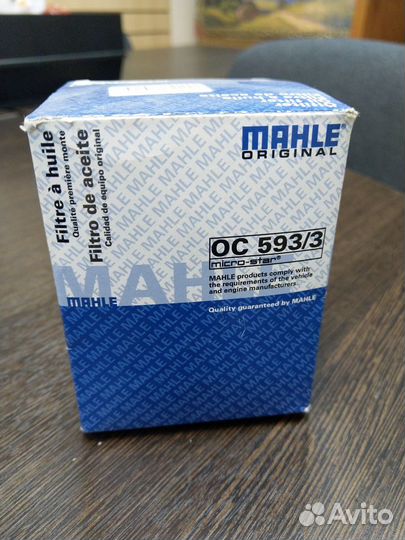 MAHLE
ORIGINAL
Filtre à huile
Qualité première monte
Filtro de aceite
Calidad de equipo original
OC 593/3
micro-star®
MAHLE
MAHLE products comply with
the requirements of the vehicle
and engine manufacturers.
Quality guaranteed by MAHLE
MAHLE
Avito